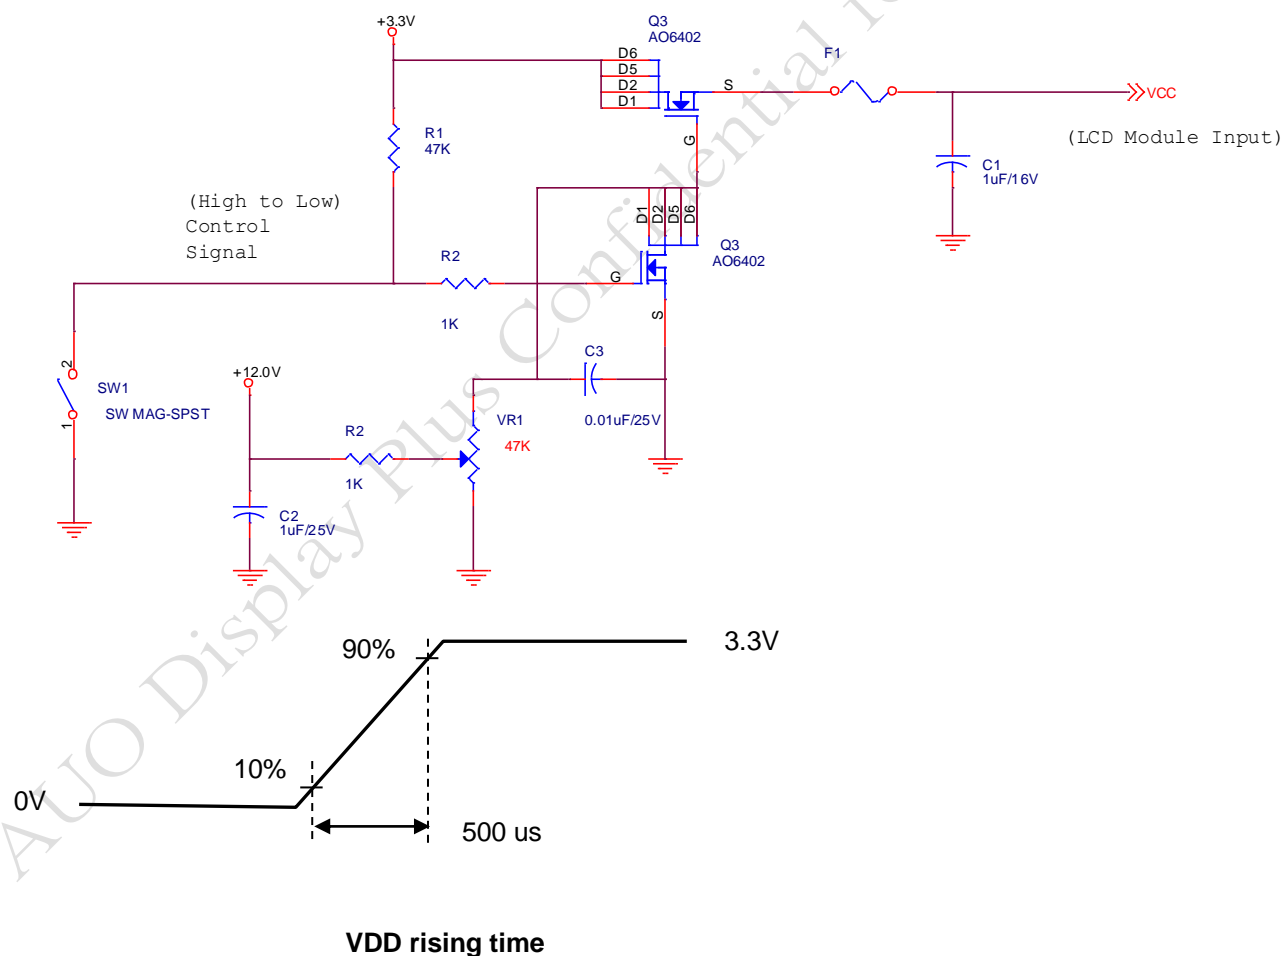 +3.3V
Q3
AO6402
D6
D5
D2
D1
S
G
F1
VCC
(LCD Module Input)
C1
1uF/16V
R1
47K
(High to Low)
Control
Signal
D1
D2
D5
D6
Q3
AO6402
R2
1K
G
S
2
1
SW1
SW MAG-SPST
+12.0V
C3
0.01uF/25V
VR1
47K
R2
1K
C2
1uF/25V
90%
3.3V
10%
0V
500 us
VDD rising time
AUO Display Plus Confidential